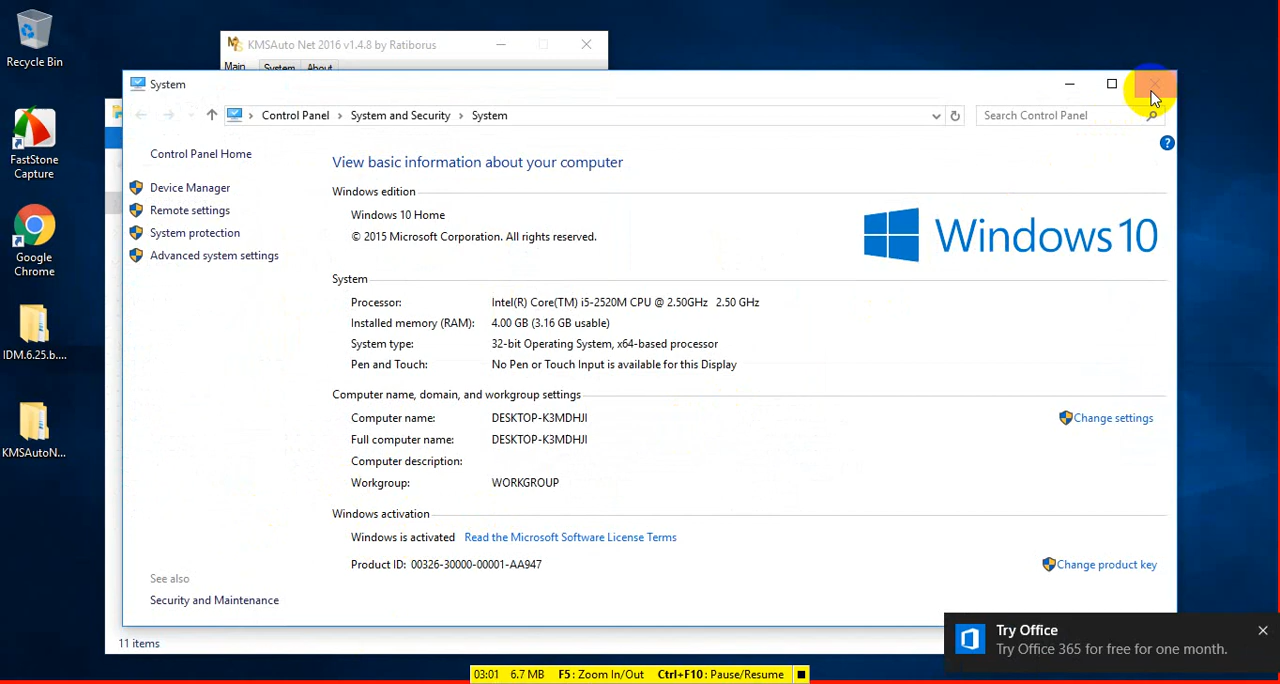 Recycle Bin
FastStone
Capture
Google
Chrome
IDM.6.25.b....
KMSAutoN...
KMSAuto Net 2016 v1.4.8 by Ratiborus
Main System About
System
Control Panel > System and Security > System
Search Control Panel
Control Panel Home
Device Manager
Remote settings
System protection
Advanced system settings
See also
Security and Maintenance
View basic information about your computer
Windows edition
Windows 10 Home
© 2015 Microsoft Corporation. All rights reserved.
Windows 10
System
Processor: Intel(R) Core(TM) i5-2520M CPU @ 2.50GHz 2.50 GHz
Installed memory (RAM): 4.00 GB (3.16 GB usable)
System type: 32-bit Operating System, x64-based processor
Pen and Touch: No Pen or Touch Input is available for this Display
Computer name, domain, and workgroup settings
Computer name: DESKTOP-K3MDHJI
Change settings
Full computer name: DESKTOP-K3MDHJI
Computer description:
Workgroup: WORKGROUP
Windows activation
Windows is activated Read the Microsoft Software License Terms
Product ID: 00326-30000-00001-AA947
Change product key
11 items
Try Office
Try Office 365 for free for one month.
03:01 6.7 MB F5: Zoom In/Out Ctrl+F10: Pause/Resume